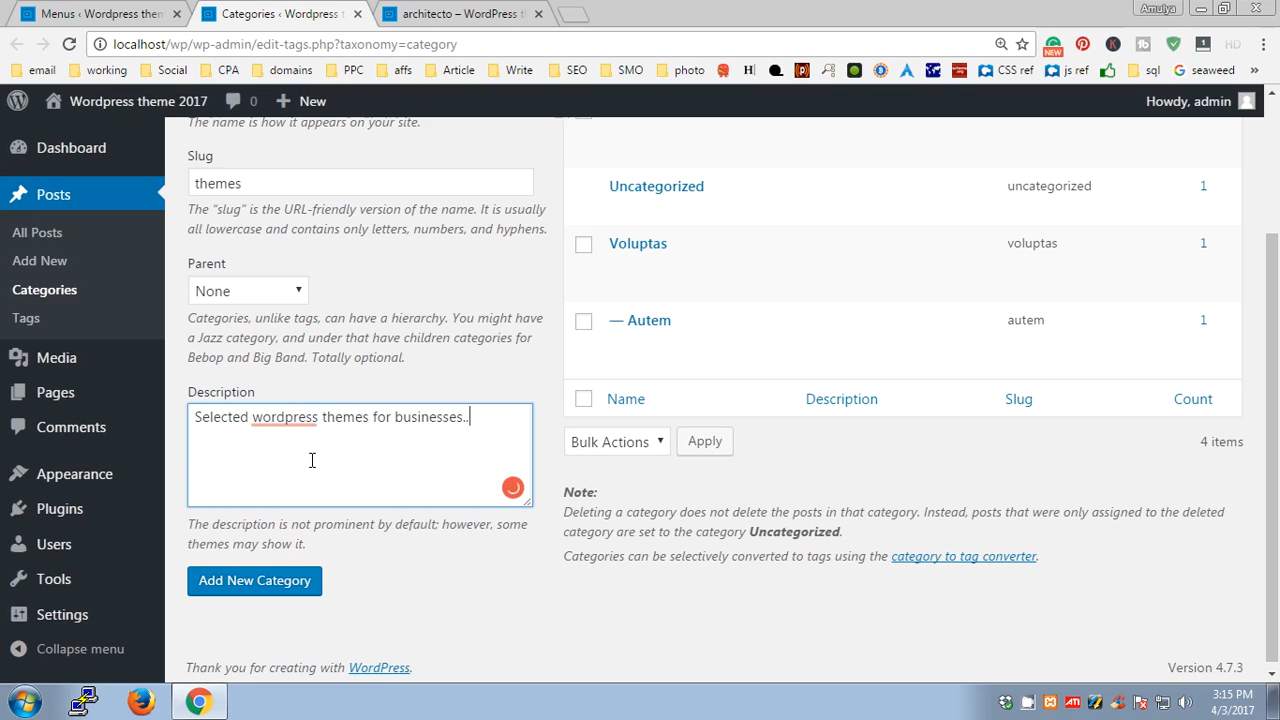 Menus ‹ Wordpress them
Categories ‹ Wordpress t
architecto – WordPress t
Amulya
localhost/wp/wp-admin/edit-tags.php?taxonomy=category
NEW
HD
email working Social CPA domains PPC affs Article Write SEO SMO photo CSS ref js ref sql seaweed »
Wordpress theme 2017 0 New Howdy, admin
Dashboard
Posts
All Posts
Add New
Categories
Tags
Media
Pages
Comments
Appearance
Plugins
Users
Tools
Settings
Collapse menu
The name is how it appears on your site.
Slug
themes
The “slug” is the URL-friendly version of the name. It is usually
all lowercase and contains only letters, numbers, and hyphens.
Parent
None
Categories, unlike tags, can have a hierarchy. You might have
a Jazz category, and under that have children categories for
Bebop and Big Band. Totally optional.
Description
Selected wordpress themes for businesses..
The description is not prominent by default; however, some
themes may show it.
Add New Category
Uncategorized uncategorized 1
Voluptas voluptas 1
— Autem autem 1
Name Description Slug Count
Bulk Actions Apply 4 items
Note:
Deleting a category does not delete the posts in that category. Instead, posts that were only assigned to the deleted
category are set to the category Uncategorized.
Categories can be selectively converted to tags using the category to tag converter.
Thank you for creating with WordPress. Version 4.7.3
3:15 PM
4/3/2017